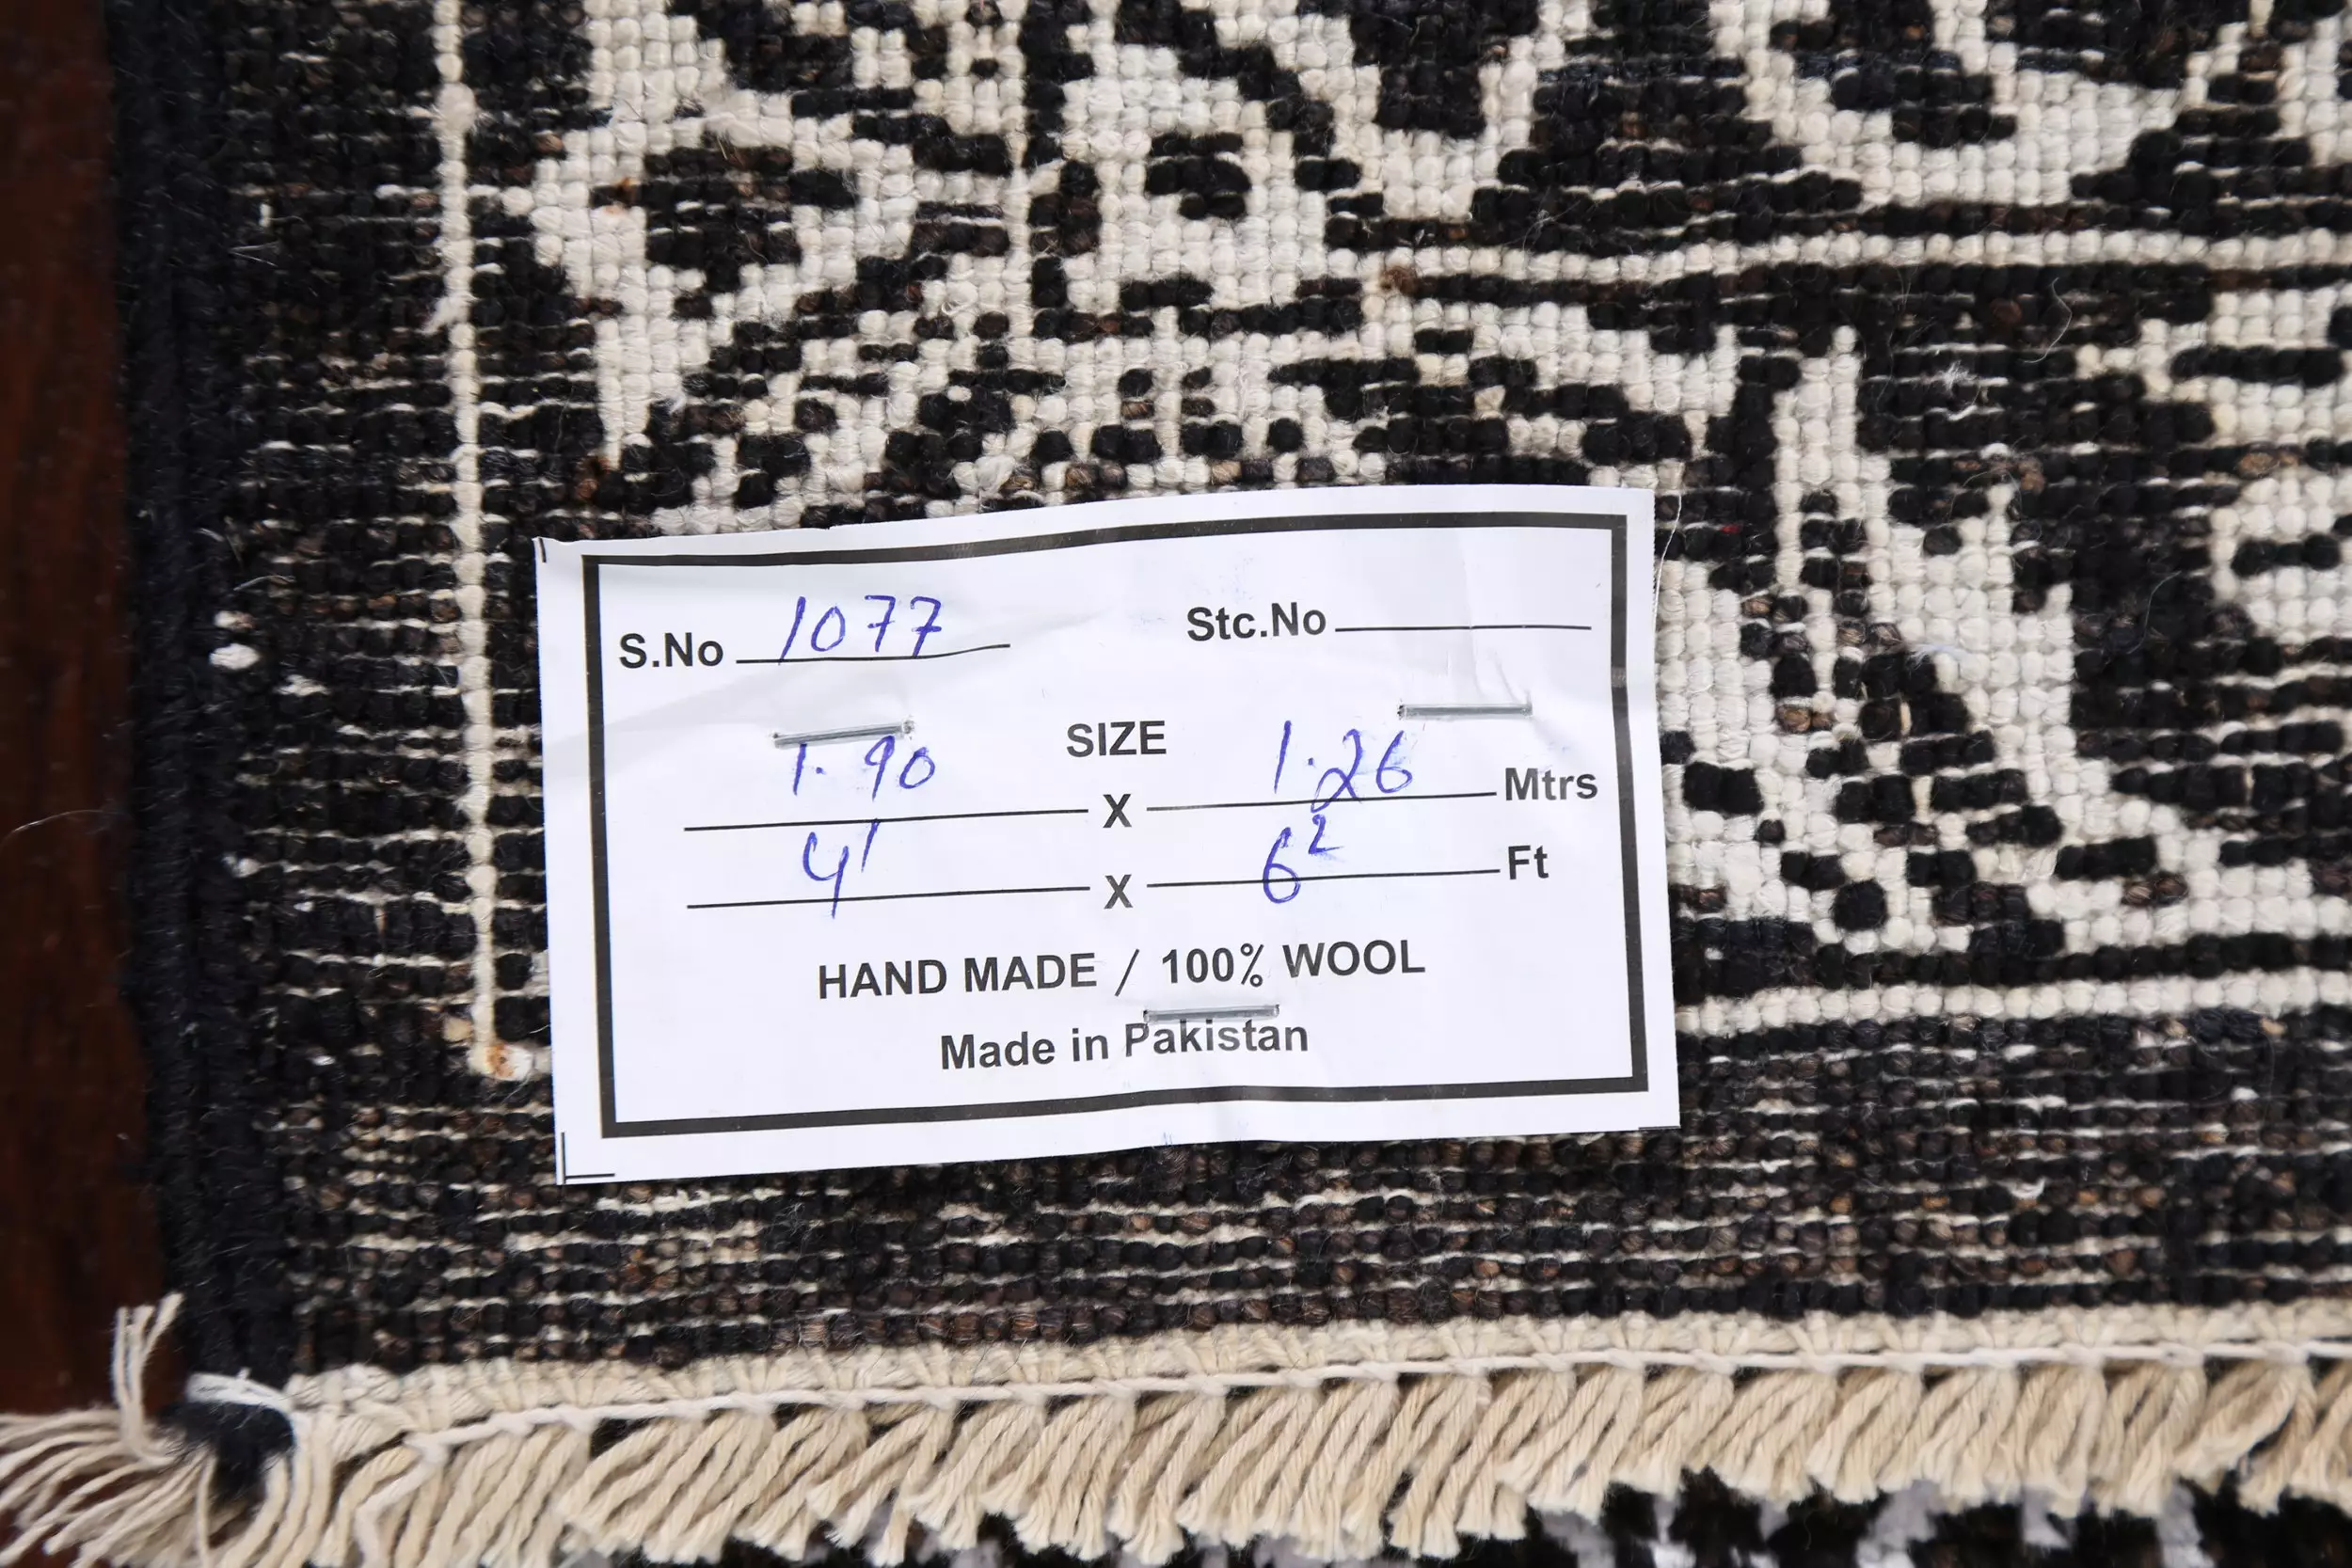 S.No 1077 Stc.No
SIZE
1.90 X 1.26 Mtrs
4' X 6² Ft
HAND MADE / 100% WOOL
Made in Pakistan